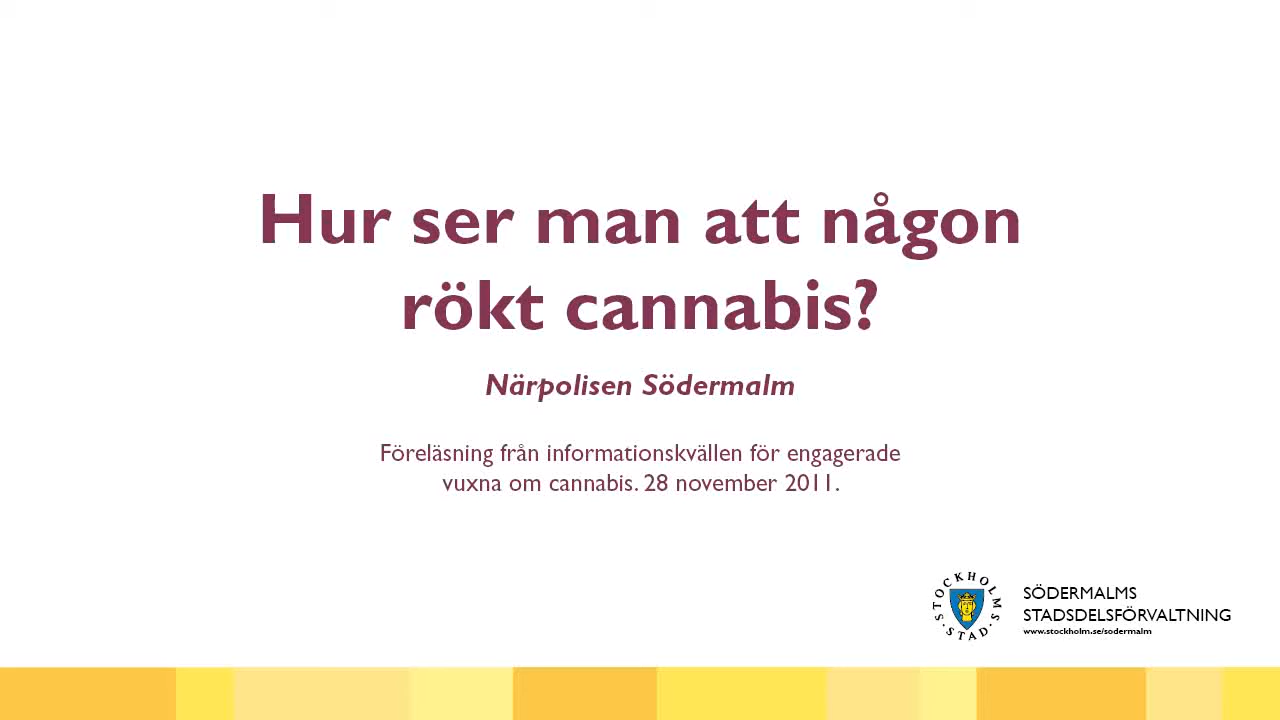 Hur ser man att någon
rökt cannabis?
Närpolisen Södermalm
Föreläsning från informationskvällen för engagerade
vuxna om cannabis. 28 november 2011.
STOCKHOLMS
STAD
SÖDERMALMS
STADSDELSFÖRVALTNING
www.stockholm.se/sodermalm